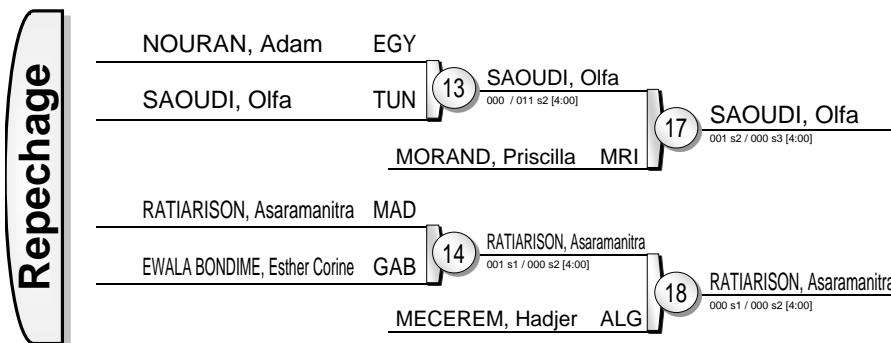 Repechage
NOURAN, Adam EGY
SAOUDI, Olfa TUN
13
SAOUDI, Olfa
000 / 011 s2 [4:00]
MORAND, Priscilla MRI
17
SAOUDI, Olfa
001 s2 / 000 s3 [4:00]
RATIARISON, Asaramanitra MAD
EWALA BONDIME, Esther Corine GAB
14
RATIARISON, Asaramanitra
001 s1 / 000 s2 [4:00]
MECEREM, Hadjer ALG
18
RATIARISON, Asaramanitra
000 s1 / 000 s2 [4:00]